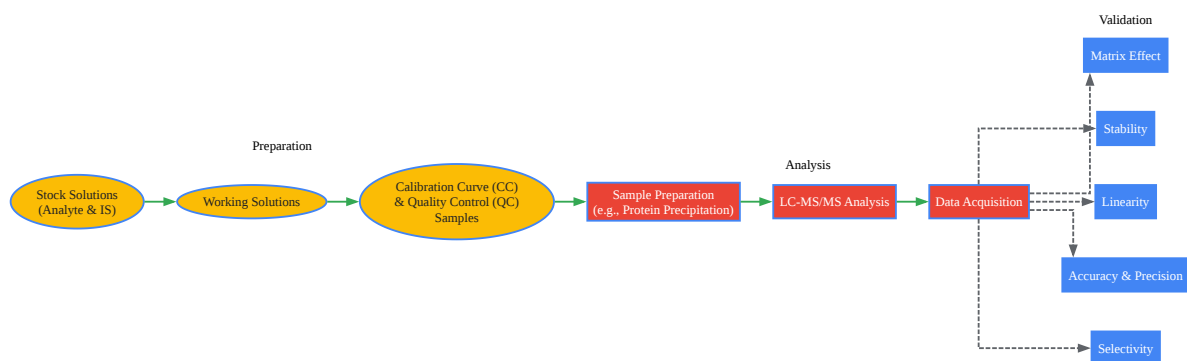 Validation
Matrix Effect
Stability
Preparation
Analysis
Stock Solutions
(Analyte & IS)
Working Solutions
Calibration Curve (CC)
& Quality Control (QC)
Samples
Sample Preparation
(e.g., Protein Precipitation)
LC-MS/MS Analysis
Data Acquisition
Linearity
Accuracy & Precision
Selectivity